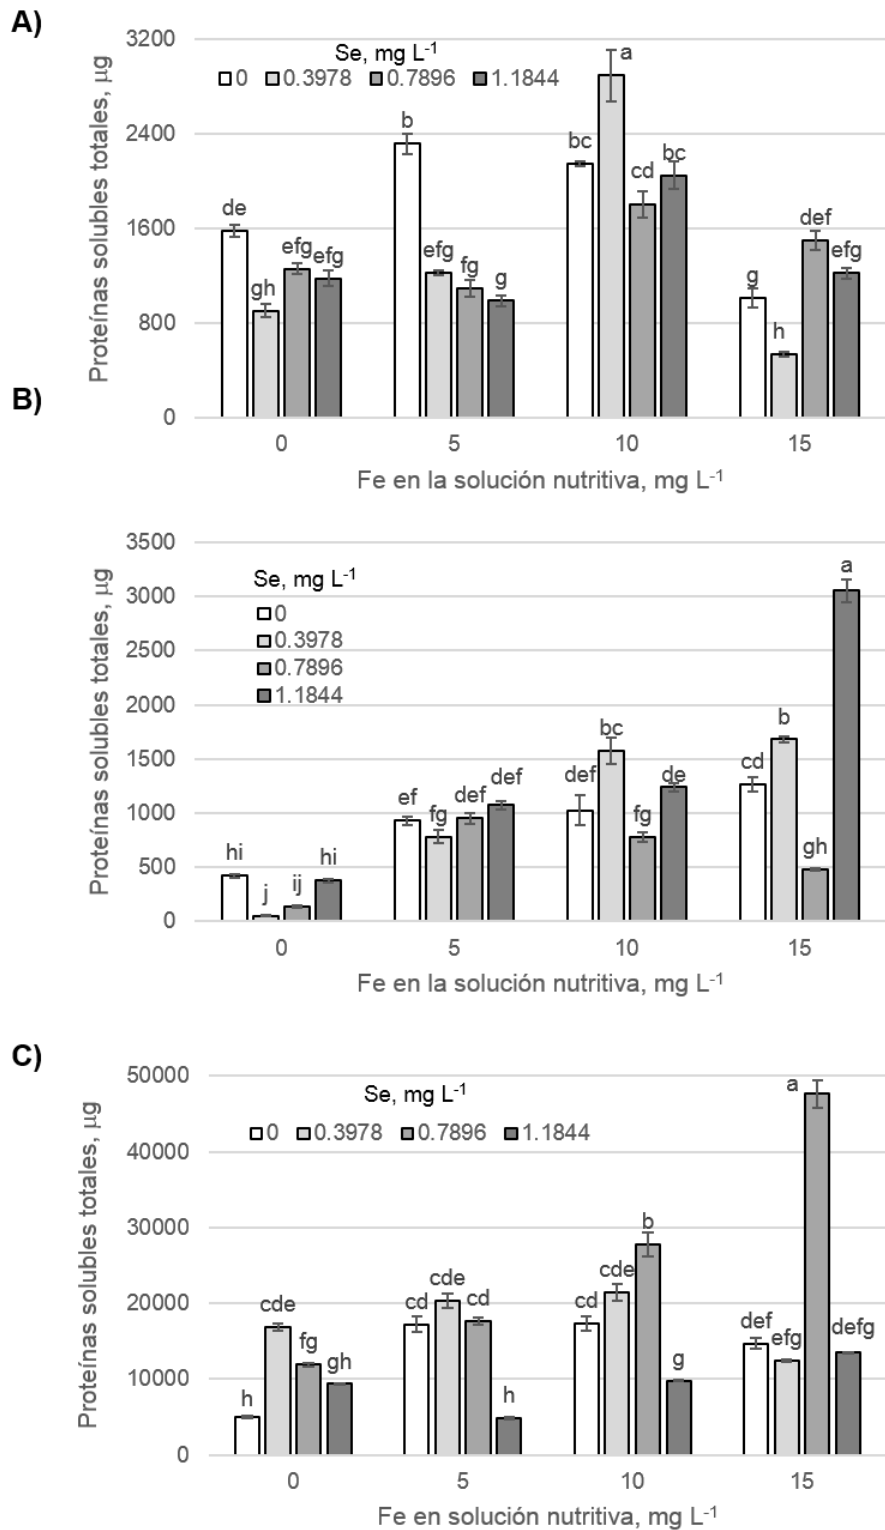 A)
3200
Se, mg L-1
0 0.3978 0.7896 1.1844
a
b
bc
bc
cd
de
efg
efg
gh
efg
fg
g
def
efg
g
h
2400
1600
800
0
Proteínas solubles totales, µg
0 5 10 15
Fe en la solución nutritiva, mg L-1
B)
3500
Se, mg L-1
0
0.3978
0.7896
1.1844
3000
2500
2000
1500
1000
500
0
Proteínas solubles totales, µg
hi
j
ij
hi
ef
fg
def
def
def
bc
fg
de
cd
b
gh
a
0 5 10 15
Fe en la solución nutritiva, mg L-1
C)
50000
Se, mg L-1
0 0.3978 0.7896 1.1844
40000
30000
20000
10000
0
Proteínas solubles totales, µg
h
cde
fg
gh
cd
cde
cd
h
cd
cde
b
g
def
efg
a
defg
0 5 10 15
Fe en solución nutritiva, mg L-1